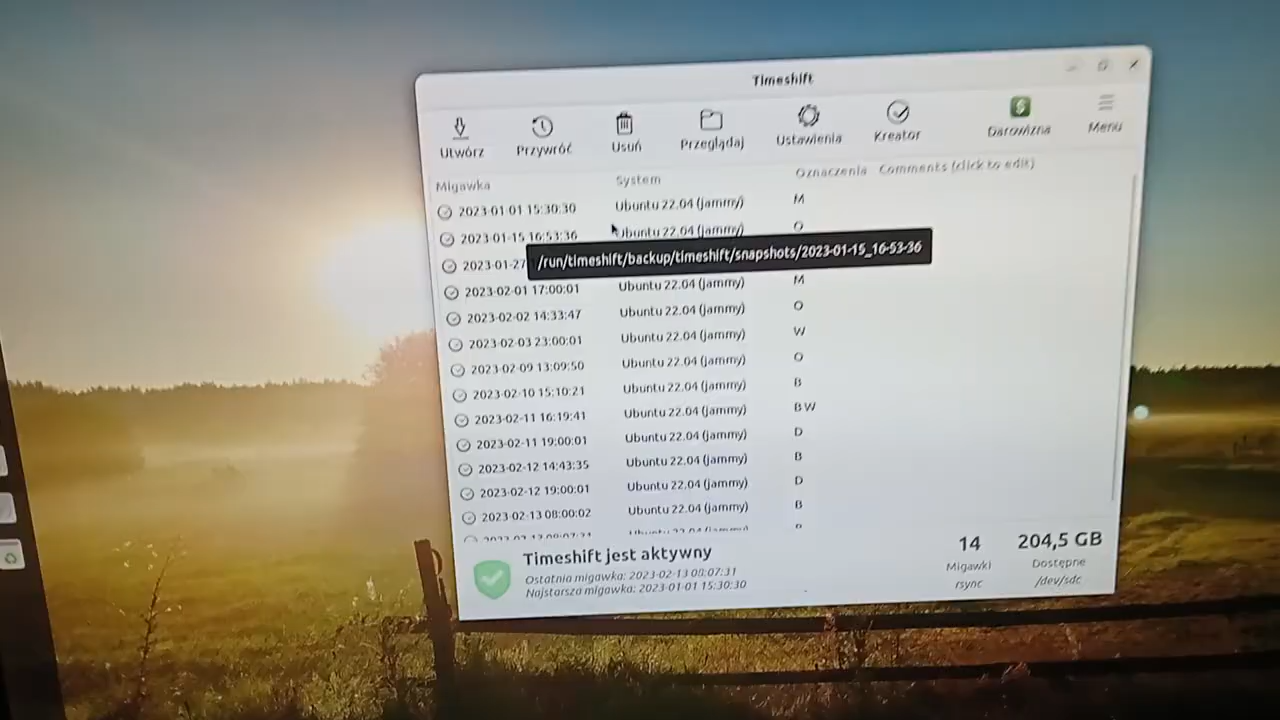 Timeshift
Utwórz Przywróć Usuń Przeglądaj Ustawienia Kreator Darowizna Menu
Migawka System Oznaczenia Comments (click to edit)
2023-01-01 15:30:30 Ubuntu 22.04 (jammy) M
2023-01-15 16:53:36 Ubuntu 22.04 (jammy) O
2023-01-27
/run/timeshift/backup/timeshift/snapshots/2023-01-15_16-53-36
2023-02-01 17:00:01 Ubuntu 22.04 (jammy) M
2023-02-02 14:33:47 Ubuntu 22.04 (jammy) O
2023-02-03 23:00:01 Ubuntu 22.04 (jammy) W
2023-02-09 13:09:50 Ubuntu 22.04 (jammy) O
2023-02-10 15:10:21 Ubuntu 22.04 (jammy) B
2023-02-11 16:19:41 Ubuntu 22.04 (jammy) B W
2023-02-11 19:00:01 Ubuntu 22.04 (jammy) D
2023-02-12 14:43:35 Ubuntu 22.04 (jammy) B
2023-02-12 19:00:01 Ubuntu 22.04 (jammy) D
2023-02-13 08:00:02 Ubuntu 22.04 (jammy) B
Timeshift jest aktywny
Ostatnia migawka: 2023-02-13 08:07:31
Najstarsza migawka: 2023-01-01 15:30:30
14 204,5 GB
Migawki Dostępne
rsync /dev/sdc